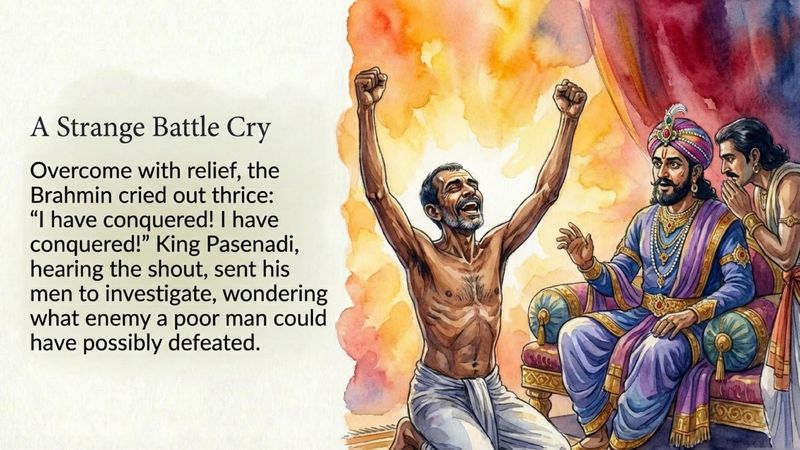 A Strange Battle Cry
Overcome with relief, the
Brahmin cried out thrice:
“I have conquered! I have
conquered!” King Pasenadi,
hearing the shout, sent his
men to investigate, wondering
what enemy a poor man could
have possibly defeated.